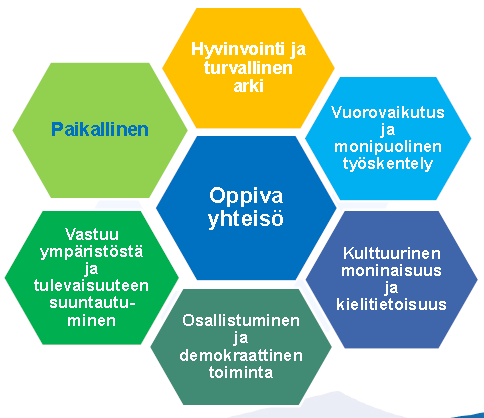 Hyvinvointi ja
turvallinen
arki
Paikallinen
Vuorovaikutus
ja
monipuolinen
työskentely
Oppiva
yhteisö
Vastuu
ympäristöstä
ja
tulevaisuuteen
suuntautu-
minen
Kulttuurinen
moninaisuus
ja
kielitietoisuus
Osallistuminen
ja
demokraattinen
toiminta